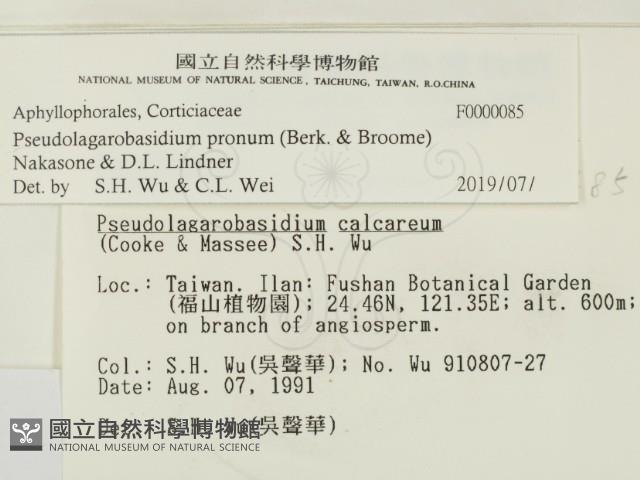 國立自然科學博物館
NATIONAL MUSEUM OF NATURAL SCIENCE, TAICHUNG, TAIWAN, R.O.CHINA
Aphyllophorales, Corticiaceae F0000085
Pseudolagarobasidium pronum (Berk. & Broome)
Nakasone & D.L. Lindner
Det. by S.H. Wu & C.L. Wei 2019/07/
85
Pseudolagarobasidium calcareum
(Cooke & Massee) S.H. Wu
Loc.: Taiwan. Ilan: Fushan Botanical Garden
(福山植物園); 24.46N, 121.35E; alt. 600m;
on branch of angiosperm.
Col.: S.H. Wu(吳聲華); No. Wu 910807-27
Date: Aug. 07, 1991
(吳聲華)
國立自然科學博物館
NATIONAL MUSEUM OF NATURAL SCIENCE